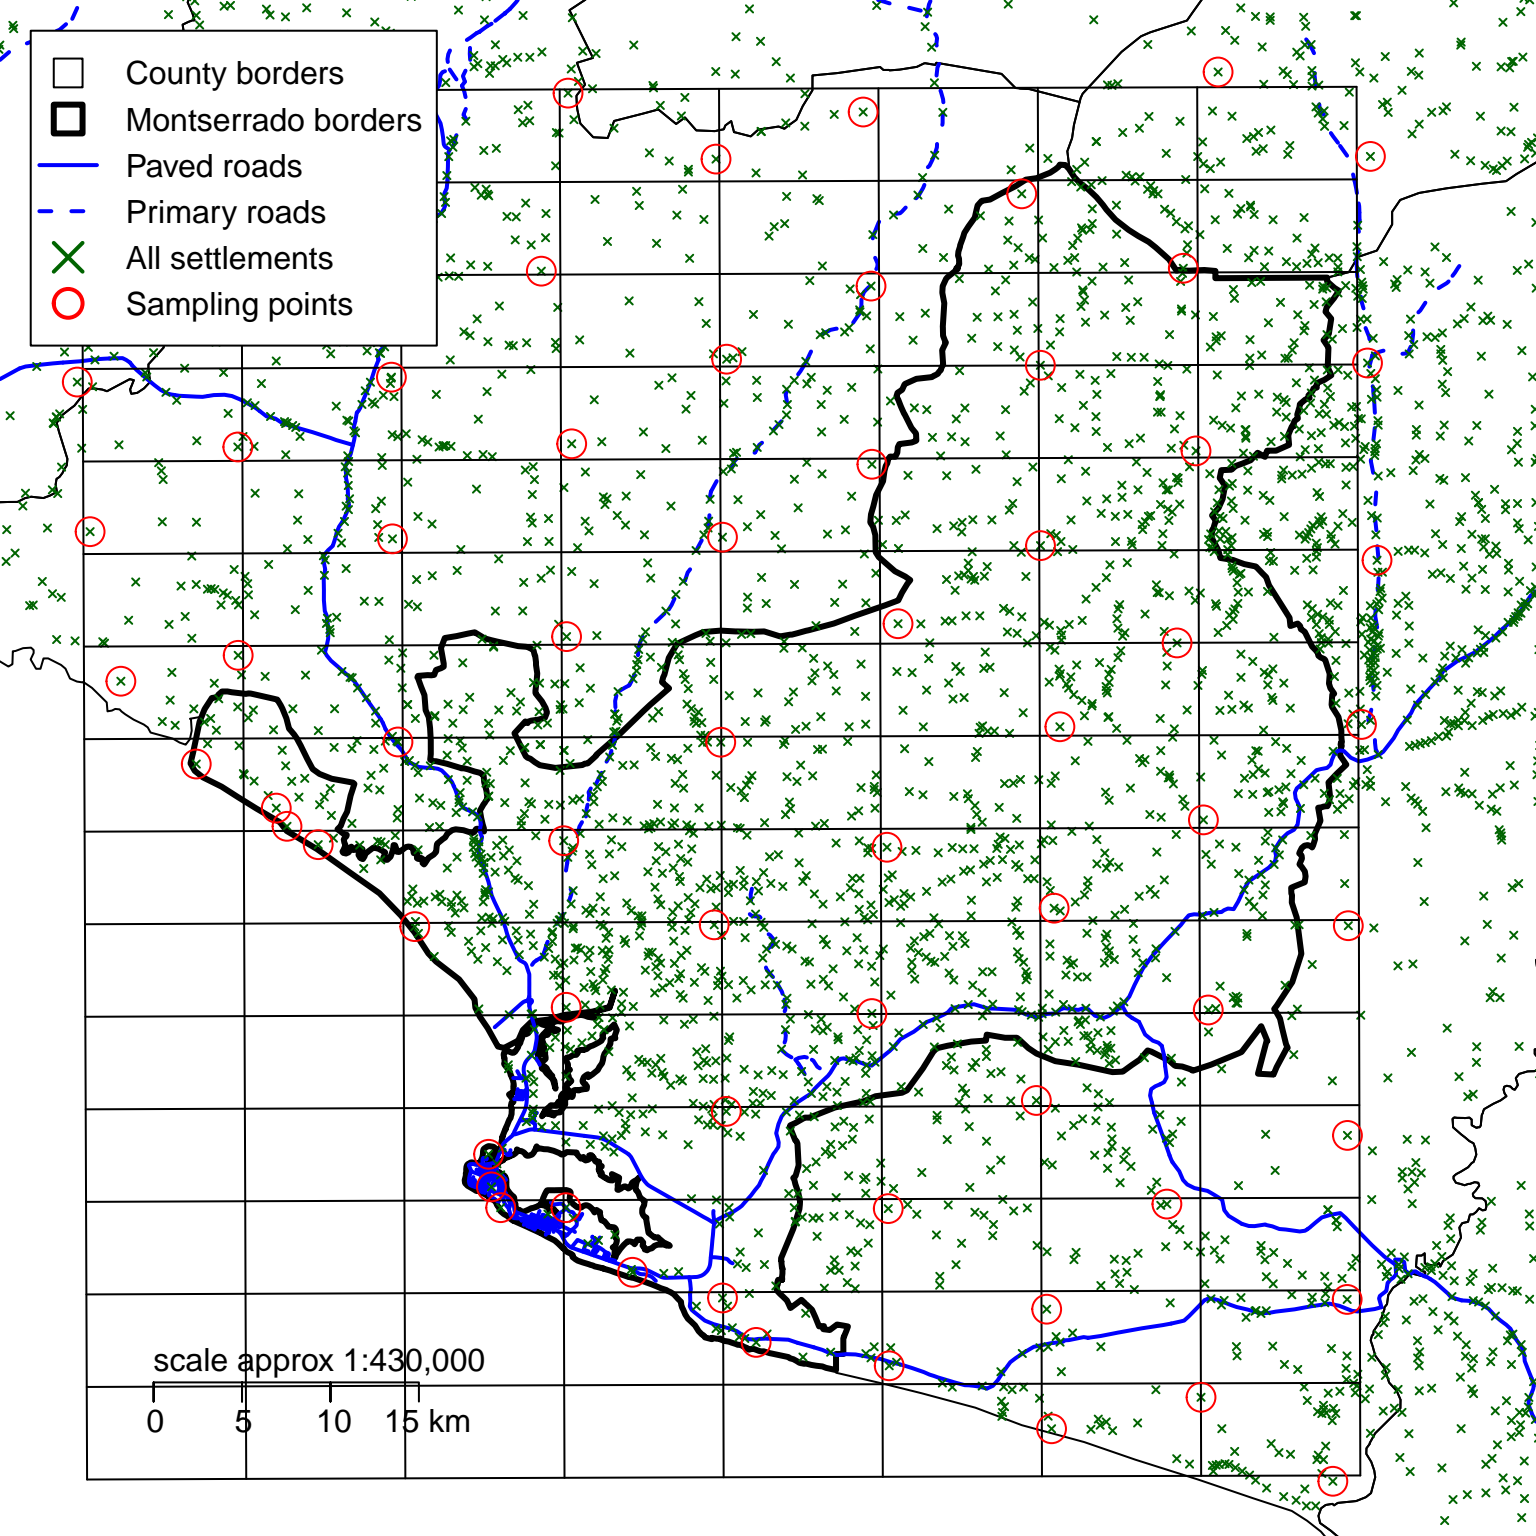 County borders
Montserrado borders
Paved roads
Primary roads
All settlements
Sampling points
scale approx 1:430,000
0 5 10 15 km